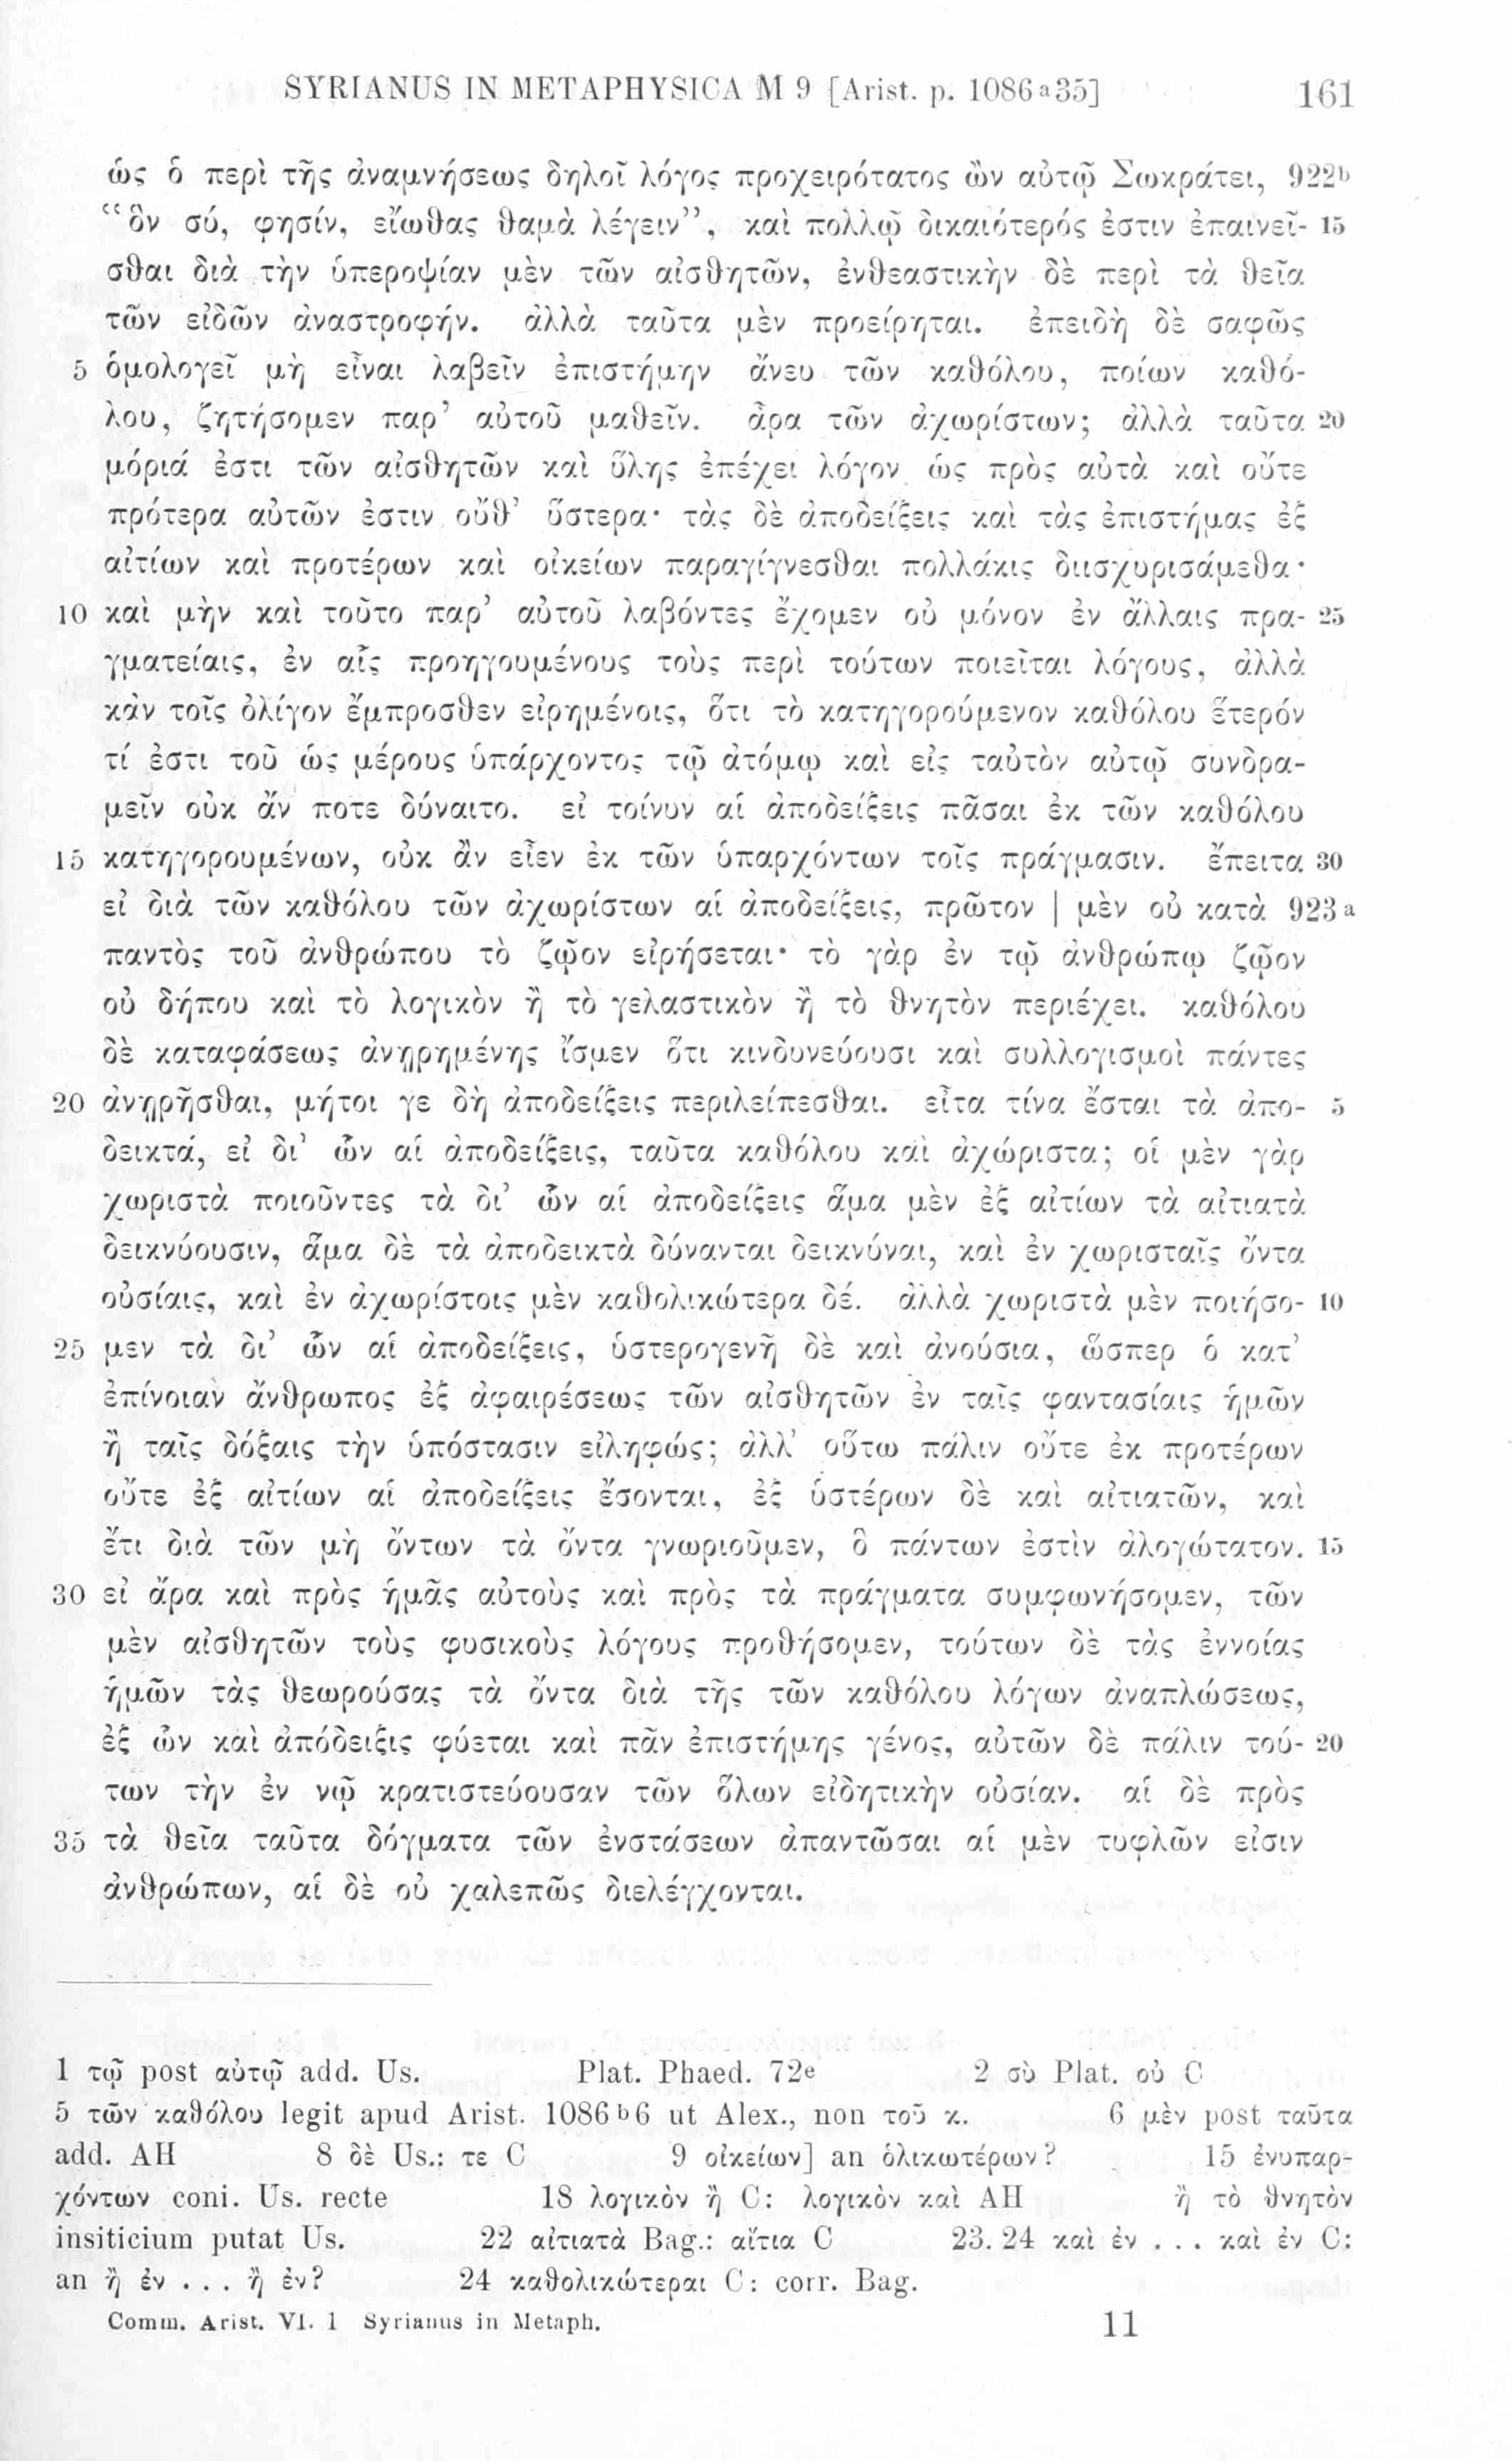 SYRIANUS IN METAPHYSICA M 9 [Arist. p. 1086 a 35] 161
ὡς ὁ περὶ τῆς ἀναμνήσεως δηλοῖ λόγος προχειρότατος ὢν αὐτῷ Σωκράτει, 922b
“ὃν σύ, φησίν, εἴωθας θαμὰ λέγειν”, καὶ πολλῷ δικαιότερός ἐστιν ἐπαινεῖ- 15
σθαι διὰ τὴν ὑπεροψίαν μὲν τῶν αἰσθητῶν, ἐνθεαστικὴν δὲ περὶ τὰ θεῖα
τῶν εἰδῶν ἀναστροφήν. ἀλλὰ ταῦτα μὲν προείρηται. ἐπειδὴ δὲ σαφῶς
5 ὁμολογεῖ μὴ εἶναι λαβεῖν ἐπιστήμην ἄνευ τῶν καθόλου, ποίων καθό-
λου, ζητήσομεν παρ’ αὐτοῦ μαθεῖν. ἆρα τῶν ἀχωρίστων; ἀλλὰ ταῦτα 20
μόριά ἐστι τῶν αἰσθητῶν καὶ ὕλης ἐπέχει λόγον ὡς πρὸς αὐτὰ καὶ οὔτε
πρότερα αὐτῶν ἐστιν οὔθ’ ὕστερα· τὰς δὲ ἀποδείξεις καὶ τὰς ἐπιστήμας ἐξ
αἰτίων καὶ προτέρων καὶ οἰκείων παραγίγνεσθαι πολλάκις διισχυρισάμεθα·
10 καὶ μὴν καὶ τοῦτο παρ’ αὐτοῦ λαβόντες ἔχομεν οὐ μόνον ἐν ἄλλαις πρα- 25
γματείαις, ἐν αἷς προηγουμένους τοὺς περὶ τούτων ποιεῖται λόγους, ἀλλὰ
κἀν τοῖς ὀλίγον ἔμπροσθεν εἰρημένοις, ὅτι τὸ κατηγορούμενον καθόλου ἕτερόν
τί ἐστι τοῦ ὡς μέρους ὑπάρχοντος τῷ ἀτόμῳ καὶ εἰς ταὐτὸν αὐτῷ συνδρα-
μεῖν οὐκ ἄν ποτε δύναιτο. εἰ τοίνυν αἱ ἀποδείξεις πᾶσαι ἐκ τῶν καθόλου
15 κατηγορουμένων, οὐκ ἂν εἶεν ἐκ τῶν ὑπαρχόντων τοῖς πράγμασιν. ἔπειτα 30
εἰ διὰ τῶν καθόλου τῶν ἀχωρίστων αἱ ἀποδείξεις, πρῶτον | μὲν οὐ κατὰ 923 a
παντὸς τοῦ ἀνθρώπου τὸ ζῷον εἰρήσεται· τὸ γὰρ ἐν τῷ ἀνθρώπῳ ζῷον
οὐ δήπου καὶ τὸ λογικὸν ἢ τὸ γελαστικὸν ἢ τὸ θνητὸν περιέχει. καθόλου
δὲ καταφάσεως ἀνῃρημένης ἴσμεν ὅτι κινδυνεύουσι καὶ συλλογισμοὶ πάντες
20 ἀνῃρῆσθαι, μήτοι γε δὴ ἀποδείξεις περιλείπεσθαι. εἶτα τίνα ἔσται τὰ ἀπο- 5
δεικτά, εἰ δι’ ὧν αἱ ἀποδείξεις, ταῦτα καθόλου καὶ ἀχώριστα; οἱ μὲν γὰρ
χωριστὰ ποιοῦντες τὰ δι’ ὧν αἱ ἀποδείξεις ἅμα μὲν ἐξ αἰτίων τὰ αἰτιατὰ
δεικνύουσιν, ἅμα δὲ τὰ ἀποδεικτὰ δύνανται δεικνύναι, καὶ ἐν χωρισταῖς ὄντα
οὐσίαις, καὶ ἐν ἀχωρίστοις μὲν καθολικώτερα δέ. ἀλλὰ χωριστὰ μὲν ποιήσο- 10
25 μεν τὰ δι’ ὧν αἱ ἀποδείξεις, ὑστερογενῆ δὲ καὶ ἀνούσια, ὥσπερ ὁ κατ’
ἐπίνοιαν ἄνθρωπος ἐξ ἀφαιρέσεως τῶν αἰσθητῶν ἐν ταῖς φαντασίαις ἡμῶν
ἢ ταῖς δόξαις τὴν ὑπόστασιν εἰληφώς; ἀλλ’ οὕτω πάλιν οὔτε ἐκ προτέρων
οὔτε ἐξ αἰτίων αἱ ἀποδείξεις ἔσονται, ἐξ ὑστέρων δὲ καὶ αἰτιατῶν, καὶ
ἔτι διὰ τῶν μὴ ὄντων τὰ ὄντα γνωριοῦμεν, ὃ πάντων ἐστὶν ἀλογώτατον. 15
30 εἰ ἄρα καὶ πρὸς ἡμᾶς αὐτοὺς καὶ πρὸς τὰ πράγματα συμφωνήσομεν, τῶν
μὲν αἰσθητῶν τοὺς φυσικοὺς λόγους προθήσομεν, τούτων δὲ τὰς ἐννοίας
ἡμῶν τὰς θεωρούσας τὰ ὄντα διὰ τῆς τῶν καθόλου λόγων ἀναπλώσεως,
ἐξ ὧν καὶ ἀπόδειξις φύεται καὶ πᾶν ἐπιστήμης γένος, αὐτῶν δὲ πάλιν τού- 20
των τὴν ἐν νῷ κρατιστεύουσαν τῶν ὅλων εἰδητικὴν οὐσίαν. αἱ δὲ πρὸς
35 τὰ θεῖα ταῦτα δόγματα τῶν ἐνστάσεων ἀπαντῶσαι αἱ μὲν τυφλῶν εἰσιν
ἀνθρώπων, αἱ δὲ οὐ χαλεπῶς διελέγχονται.
1 τῷ post αὐτῷ add. Us. Plat. Phaed. 72e 2 σὺ Plat. οὐ C
5 τῶν καθόλου legit apud Arist. 1086 b 6 ut Alex., non τοῦ κ. 6 μὲν post ταῦτα
add. AH 8 δὲ Us.: τε C 9 οἰκείων] an ὁλικωτέρων? 15 ἐνυπαρ-
χόντων coni. Us. recte 18 λογικὸν ἢ C: λογικὸν καὶ AH ἢ τὸ θνητὸν
insiticium putat Us. 22 αἰτιατὰ Bag.: αἴτια C 23. 24 καὶ ἐν . . . καὶ ἐν C:
an ἢ ἐν . . . ἢ ἐν? 24 καθολικώτεραι C: corr. Bag.
Comm. Arist. VI. 1 Syrianus in Metaph. 11